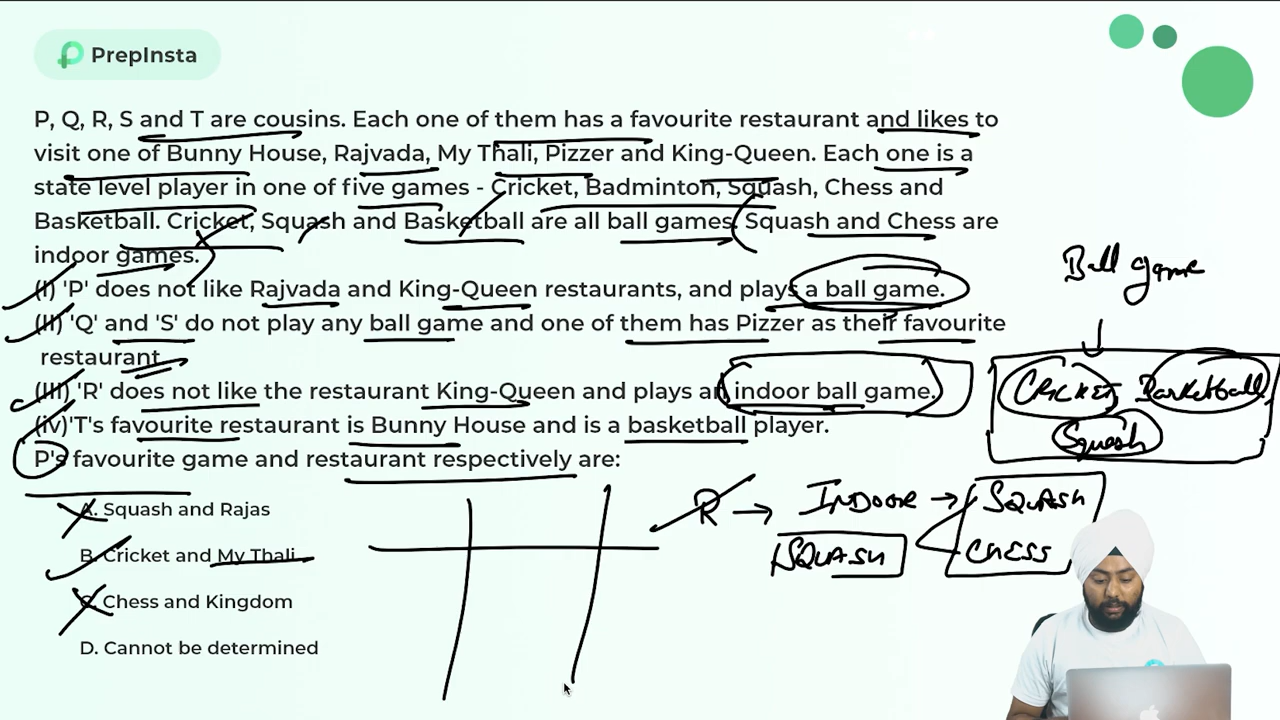 PrepInsta
P, Q, R, S and T are cousins. Each one of them has a favourite restaurant and likes to
visit one of Bunny House, Rajvada, My Thali, Pizzer and King-Queen. Each one is a
state level player in one of five games - Cricket, Badminton, Squash, Chess and
Basketball. Cricket, Squash and Basketball are all ball games. Squash and Chess are
indoor games.
(I) 'P' does not like Rajvada and King-Queen restaurants, and plays a ball game.
(II) 'Q' and 'S' do not play any ball game and one of them has Pizzer as their favourite
restaurant.
(III) 'R' does not like the restaurant King-Queen and plays an indoor ball game.
(iv)'T's favourite restaurant is Bunny House and is a basketball player.
P's favourite game and restaurant respectively are:
A. Squash and Rajas
B. Cricket and My Thali
C. Chess and Kingdom
D. Cannot be determined
Ball game
CRICKET Basketball
Squash
R → INDOOR → SQUASH
SQUASH CHESS